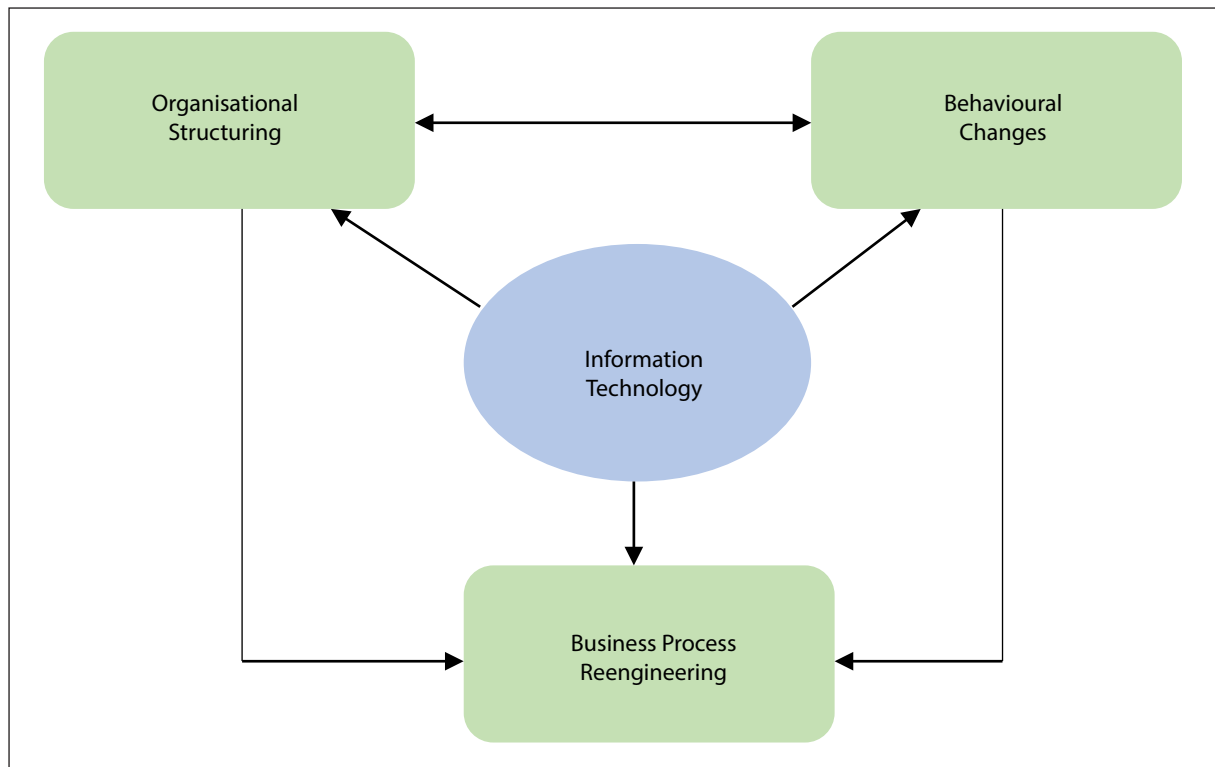 Organisational
Structuring
Behavioural
Changes
Information
Technology
Business Process
Reengineering